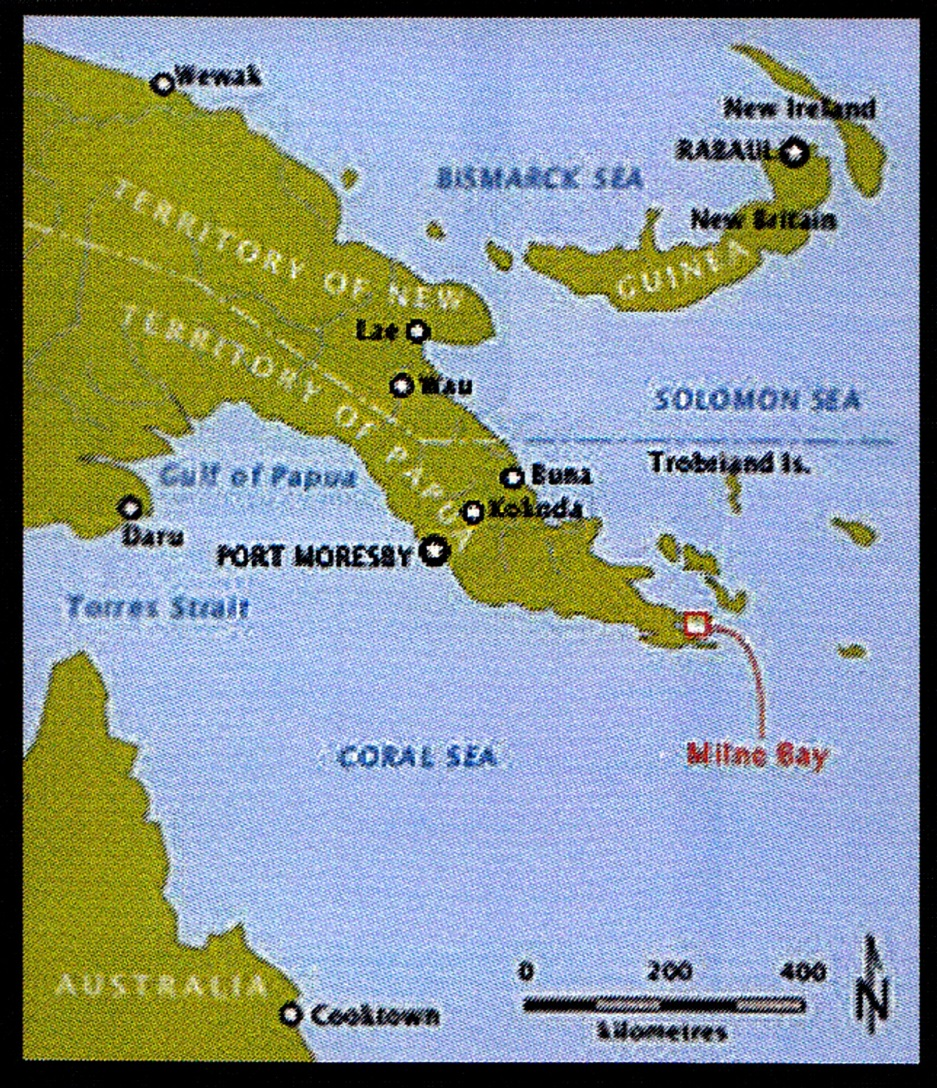 Wewak
New Ireland
RABAUL
BISMARCK SEA
New Britain
TERRITORY OF NEW
GUINEA
Lae
Wau
TERRITORY OF PAPUA
SOLOMON SEA
Trobriand Is.
Gulf of Papua
Buna
Kokoda
Daru
PORT MORESBY
Torres Strait
Milne Bay
CORAL SEA
0 200 400
kilometres
N
AUSTRALIA
Cooktown